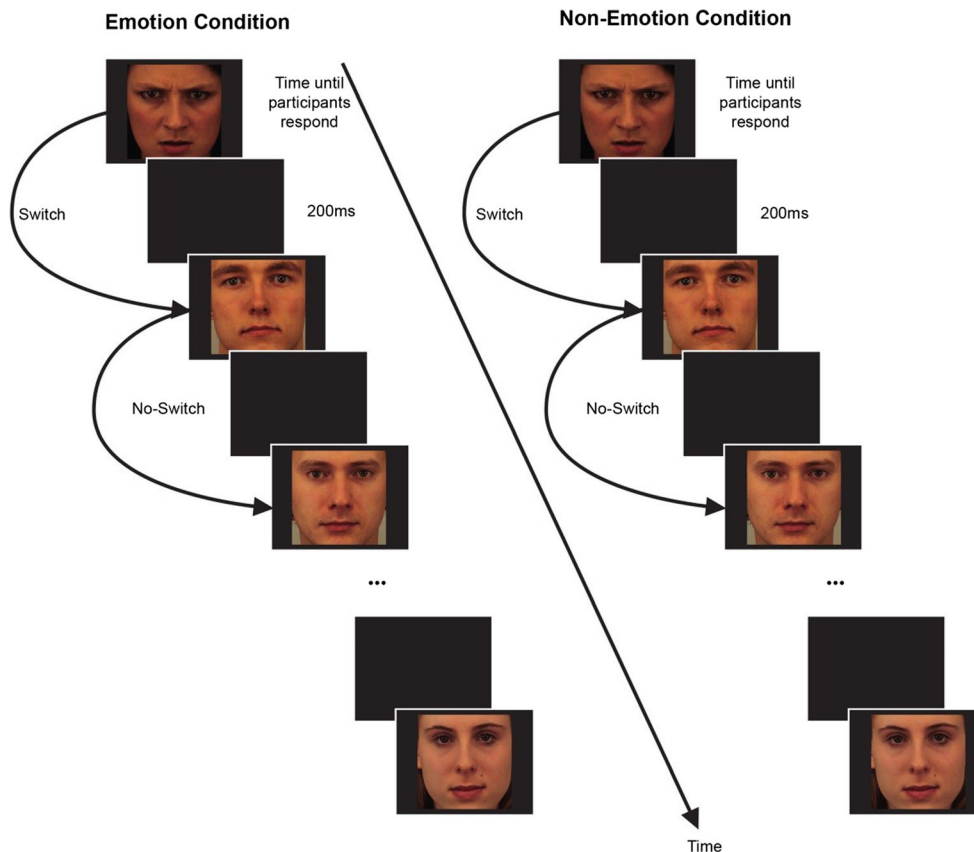 Emotion Condition
Non-Emotion Condition
Time until
participants
respond
Time until
participants
respond
Switch
200ms
Switch
200ms
No-Switch
No-Switch
...
...
Time